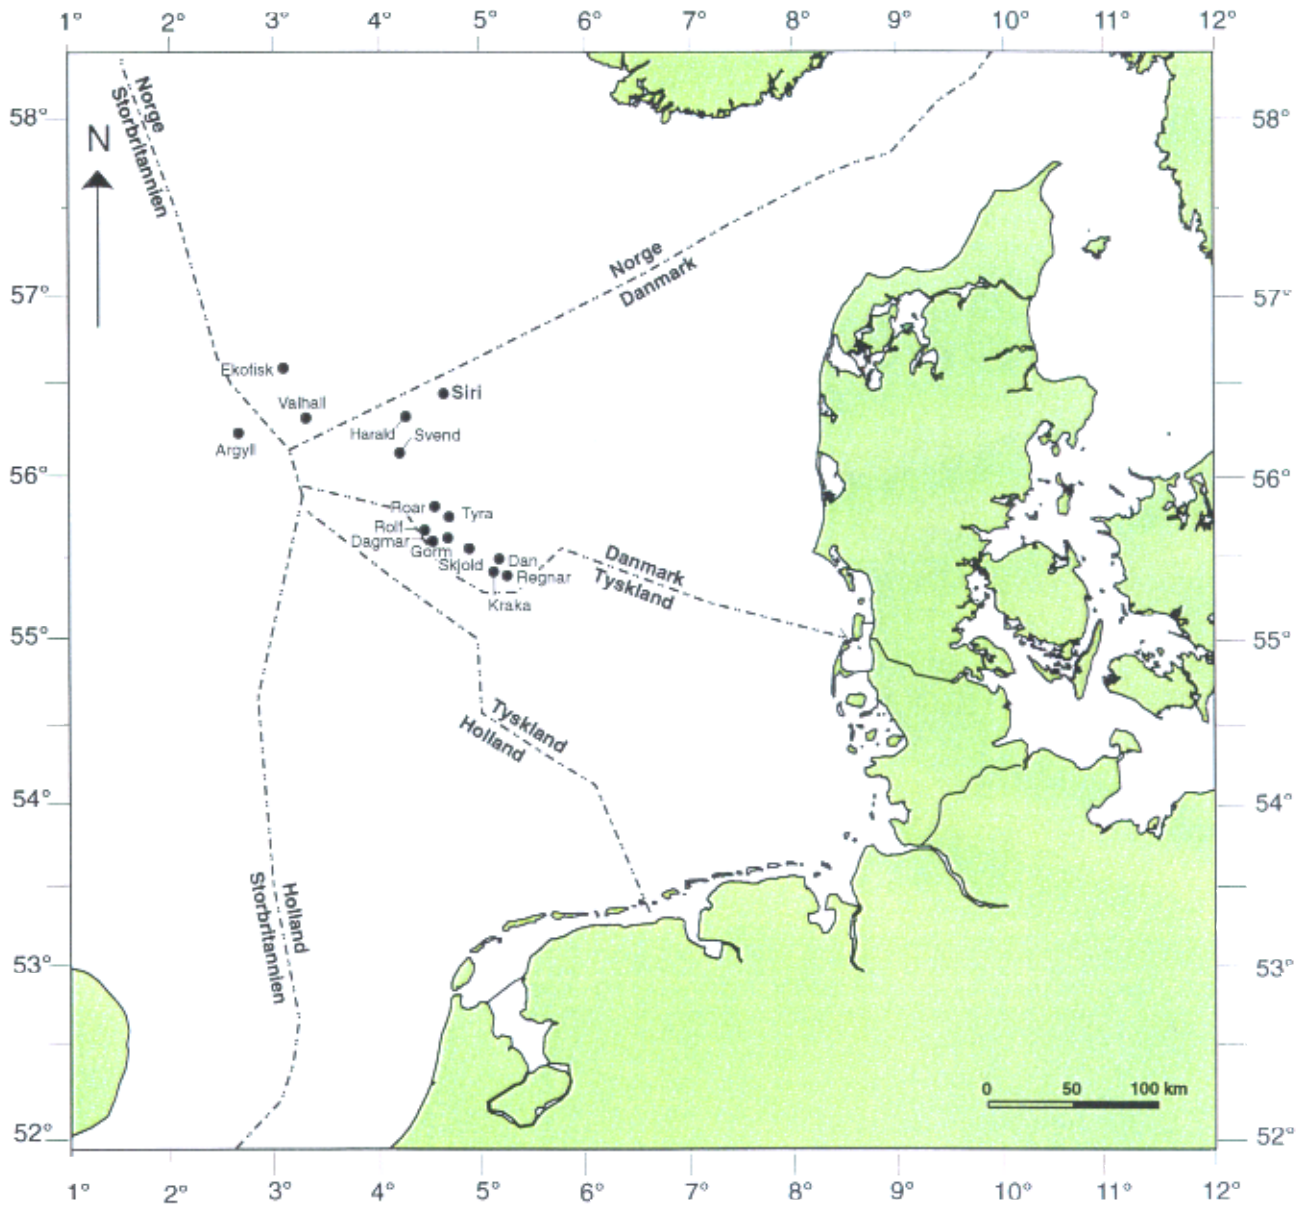 1° 2° 3° 4° 5° 6° 7° 8° 9° 10° 11° 12°
Norge
Storbritannien
58° 58°
N
Norge
Danmark
57° 57°
Ekofisk
Siri
Valhall
Harald
Svend
Argyll
56° 56°
Roar
Tyra
Rolf
Dagmar
Gorm
Skjold
Dan
Regnar
Kraka
Danmark
Tyskland
55° 55°
Tyskland
Holland
54° 54°
Holland
Storbritannien
53° 53°
0 50 100 km
52° 52°
1° 2° 3° 4° 5° 6° 7° 8° 9° 10° 11° 12°